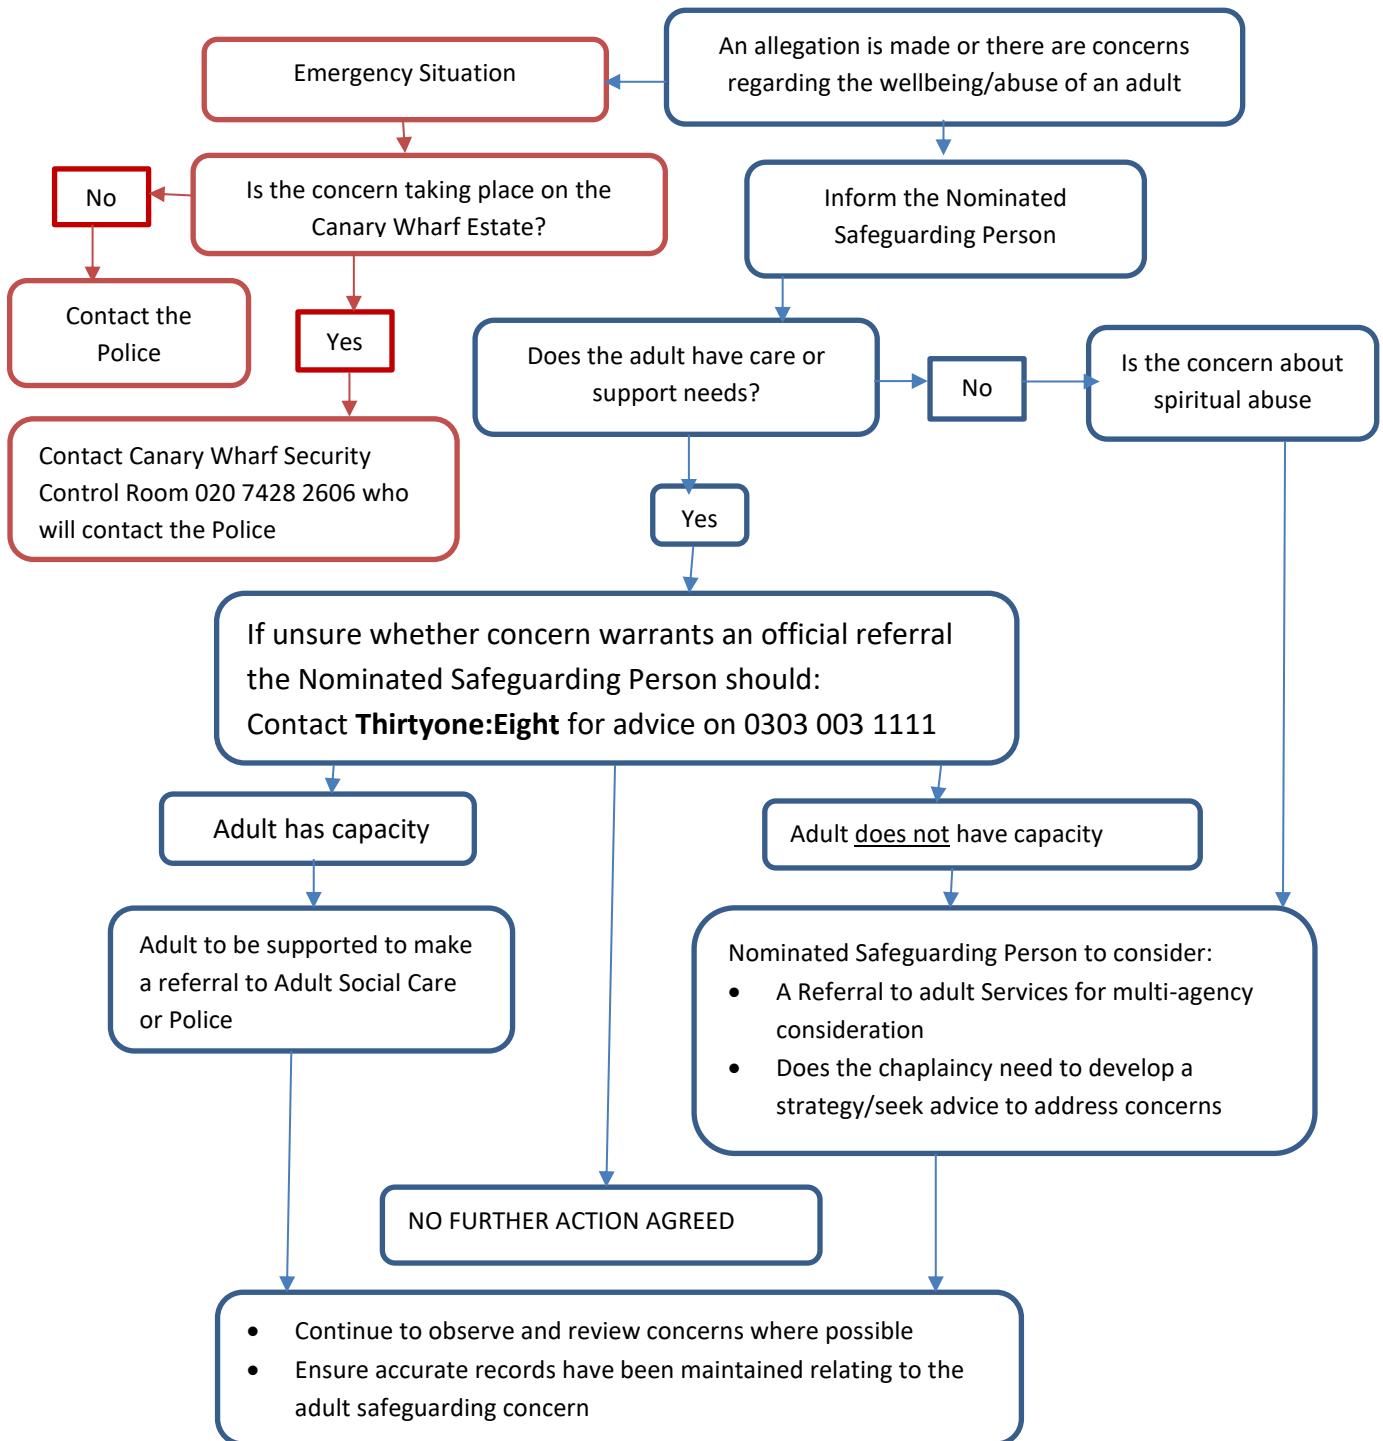 An allegation is made or there are concerns
regarding the wellbeing/abuse of an adult
Emergency Situation
Is the concern taking place on the
Canary Wharf Estate?
No
Contact the
Police
Yes
Contact Canary Wharf Security
Control Room 020 7428 2606 who
will contact the Police
Inform the Nominated
Safeguarding Person
Does the adult have care or
support needs?
No
Is the concern about
spiritual abuse
Yes
If unsure whether concern warrants an official referral
the Nominated Safeguarding Person should:
Contact Thirtyone:Eight for advice on 0303 003 1111
Adult has capacity
Adult does not have capacity
Adult to be supported to make
a referral to Adult Social Care
or Police
Nominated Safeguarding Person to consider:
• A Referral to adult Services for multi-agency
consideration
• Does the chaplaincy need to develop a
strategy/seek advice to address concerns
NO FURTHER ACTION AGREED
• Continue to observe and review concerns where possible
• Ensure accurate records have been maintained relating to the
adult safeguarding concern